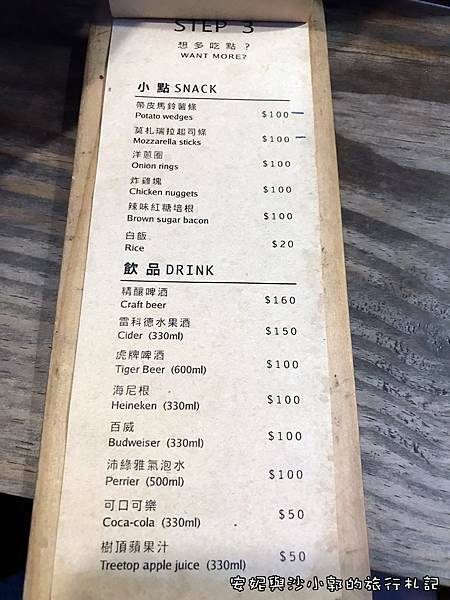 STEP 3
想多吃點？
WANT MORE?
小點 SNACK
帶皮馬鈴薯條
Potato wedges $100
莫札瑞拉起司條
Mozzarella sticks $100
洋蔥圈
Onion rings $100
炸雞塊
Chicken nuggets $100
辣味紅糖培根
Brown sugar bacon $100
白飯
Rice $20
飲品 DRINK
精釀啤酒
Craft beer $160
雷科德水果酒
Cider (330ml) $150
虎牌啤酒
Tiger Beer (600ml) $100
海尼根
Heineken (330ml) $100
百威
Budweiser (330ml) $100
沛綠雅氣泡水
Perrier (500ml) $100
可口可樂
Coca-cola (330ml) $50
樹頂蘋果汁
Treetop apple juice (330ml) $50
安妮與沙小郭的旅行札記